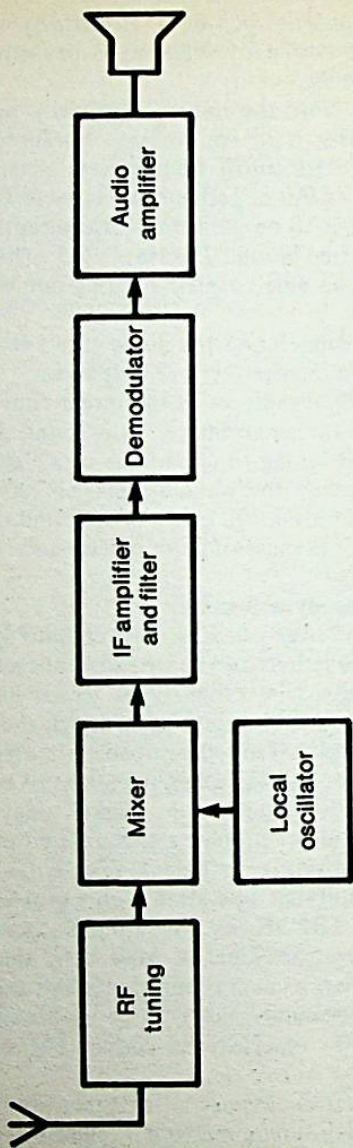 RF
tuning
Mixer
Local
oscillator
IF amplifier
and filter
Demodulator
Audio
amplifier